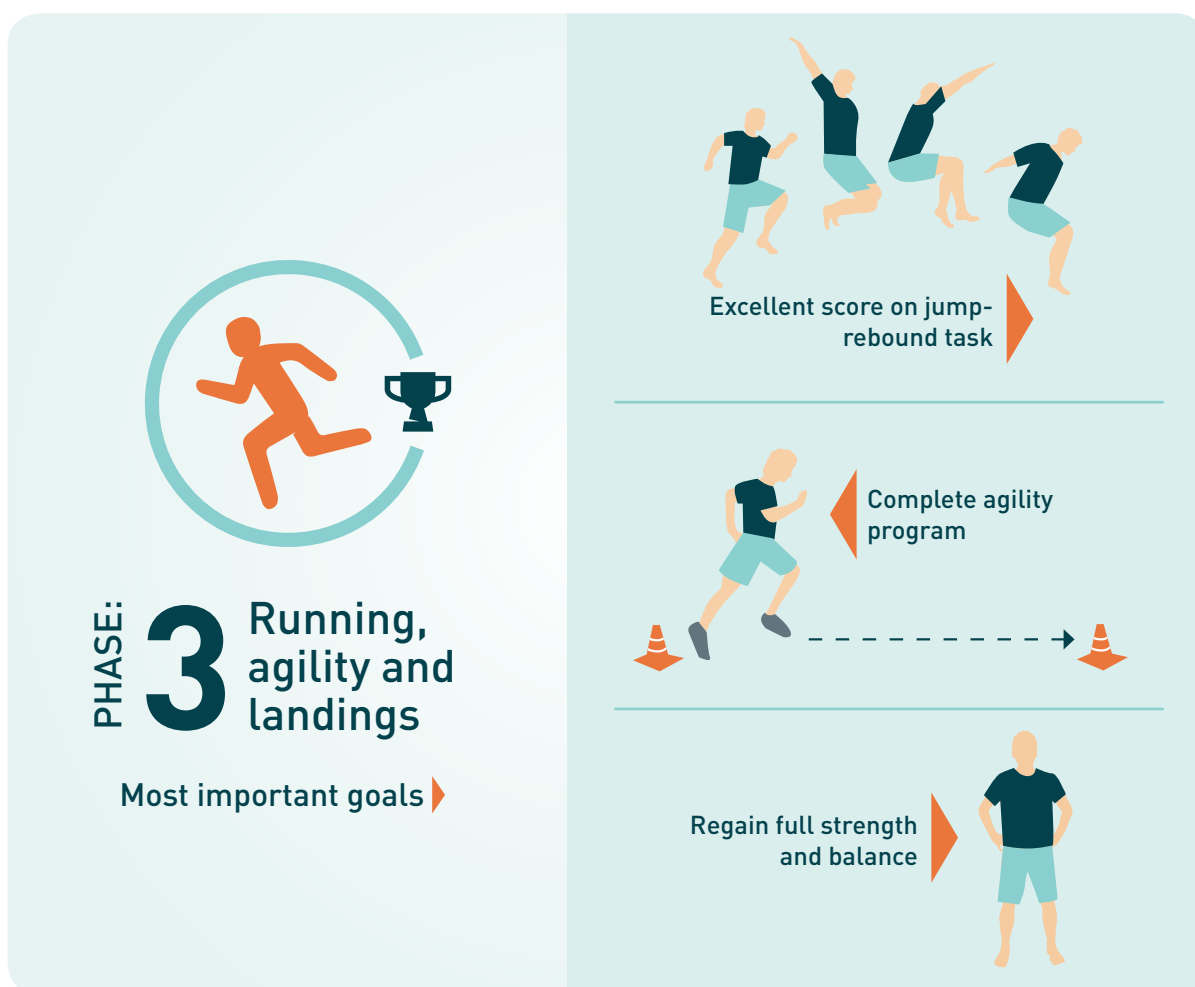 PHASE::
3
Running,
agility and
landings
Most important goals
Excellent score on jump-
rebound task
Complete agility
program
Regain full strength
and balance